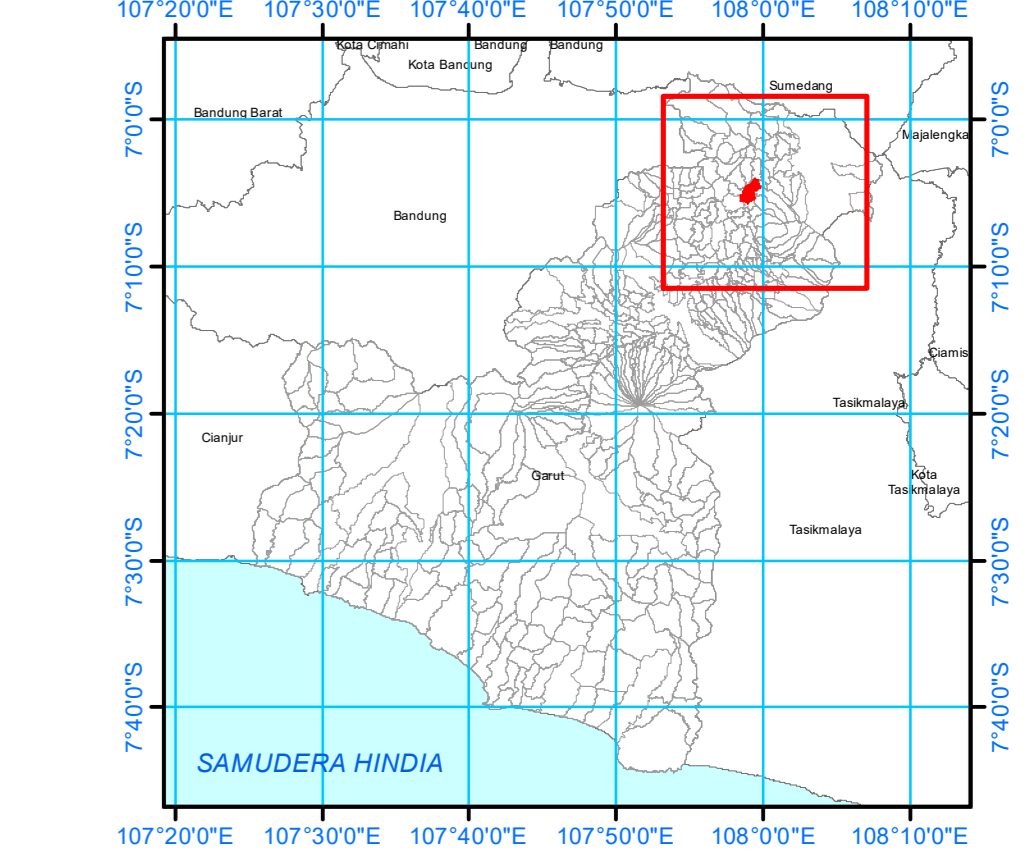 107°20'0"E 107°30'0"E 107°40'0"E 107°50'0"E 108°0'0"E 108°10'0"E
Kota Cimahi
Bandung
Bandung
Kota Bandung
Sumedang
Bandung Barat
7°0'0"S
7°0'0"S
Majalengka
Bandung
7°10'0"S
7°10'0"S
Ciamis
Tasikmalaya
7°20'0"S
7°20'0"S
Cianjur
Garut
Kota
Tasikmalaya
Tasikmalaya
7°30'0"S
7°30'0"S
7°40'0"S
7°40'0"S
SAMUDERA HINDIA
107°20'0"E 107°30'0"E 107°40'0"E 107°50'0"E 108°0'0"E 108°10'0"E